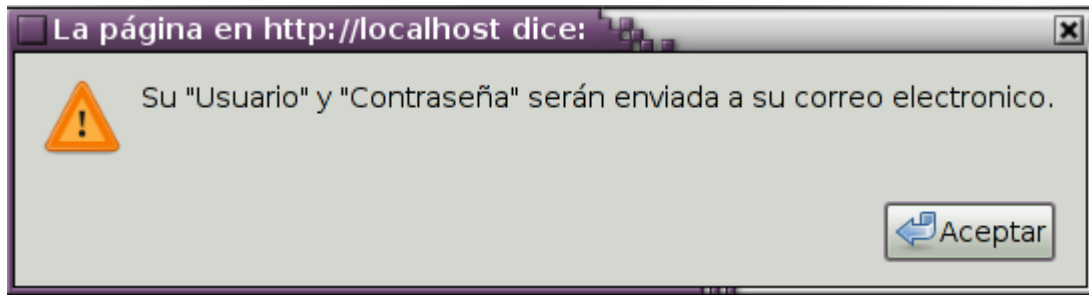 La página en http://localhost dice:
Su "Usuario" y "Contraseña" serán enviada a su correo electronico.
Aceptar